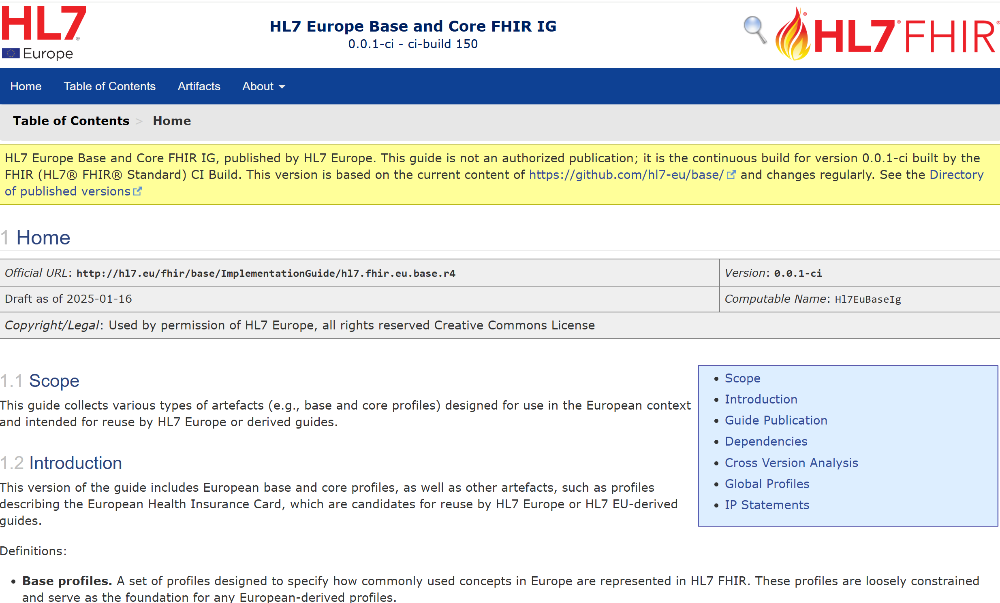 HL7®
Europe
HL7 Europe Base and Core FHIR IG
0.0.1-ci - ci-build 150
® HL7® FHIR®
Home Table of Contents Artifacts About
Table of Contents > Home
HL7 Europe Base and Core FHIR IG, published by HL7 Europe. This guide is not an authorized publication; it is the continuous build for version 0.0.1-ci built by the
FHIR (HL7® FHIR® Standard) CI Build. This version is based on the current content of https://github.com/hl7-eu/base/ and changes regularly. See the Directory
of published versions
1 Home
Official URL: http://hl7.eu/fhir/base/ImplementationGuide/hl7.fhir.eu.base.r4 Version: 0.0.1-ci
Draft as of 2025-01-16 Computable Name: Hl7EuBaseIg
Copyright/Legal: Used by permission of HL7 Europe, all rights reserved Creative Commons License
1.1 Scope
This guide collects various types of artefacts (e.g., base and core profiles) designed for use in the European context
and intended for reuse by HL7 Europe or derived guides.
1.2 Introduction
This version of the guide includes European base and core profiles, as well as other artefacts, such as profiles
describing the European Health Insurance Card, which are candidates for reuse by HL7 Europe or HL7 EU-derived
guides.
• Scope
• Introduction
• Guide Publication
• Dependencies
• Cross Version Analysis
• Global Profiles
• IP Statements
Definitions:
• Base profiles. A set of profiles designed to specify how commonly used concepts in Europe are represented in HL7 FHIR. These profiles are loosely constrained
and serve as the foundation for any European-derived profiles.